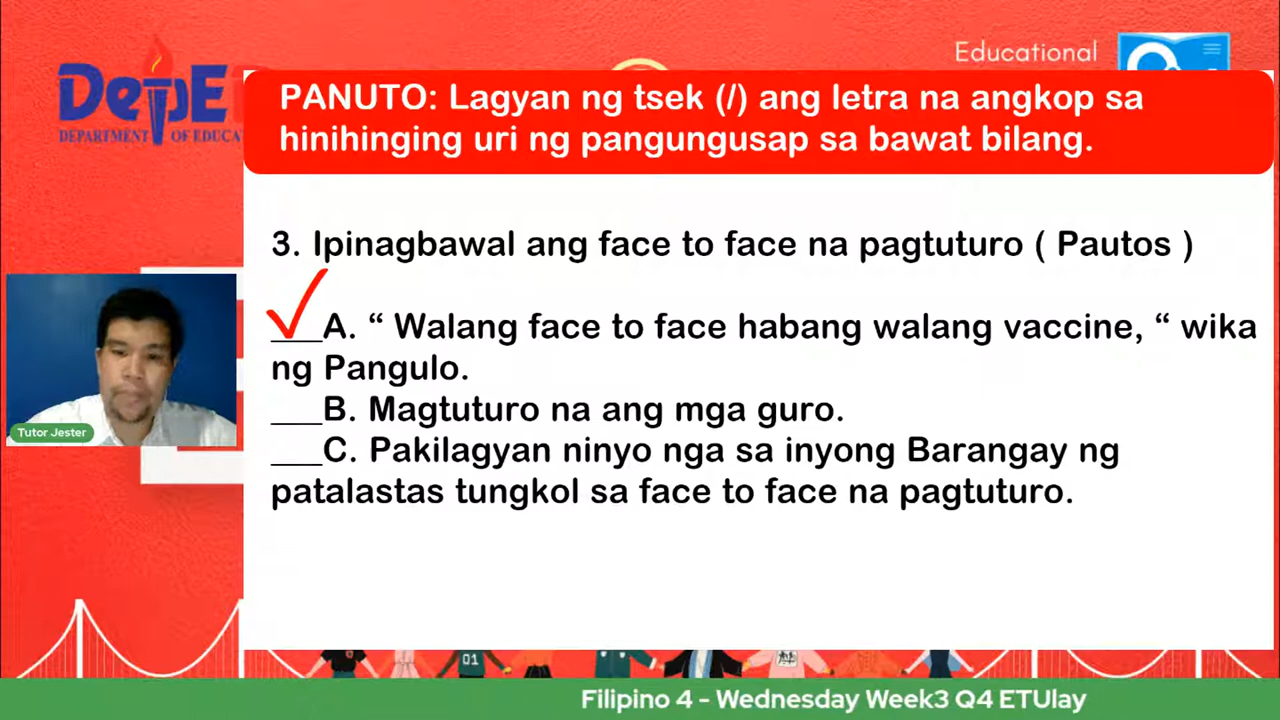 DepED
DEPARTMENT OF EDUCA
Educational
PANUTO: Lagyan ng tsek (/) ang letra na angkop sa
hinihinging uri ng pangungusap sa bawat bilang.
3. Ipinagbawal ang face to face na pagtuturo ( Pautos )
___A. “ Walang face to face habang walang vaccine, “ wika
ng Pangulo.
___B. Magtuturo na ang mga guro.
___C. Pakilagyan ninyo nga sa inyong Barangay ng
patalastas tungkol sa face to face na pagtuturo.
Tutor Jester
01
Filipino 4 - Wednesday Week3 Q4 ETUlay